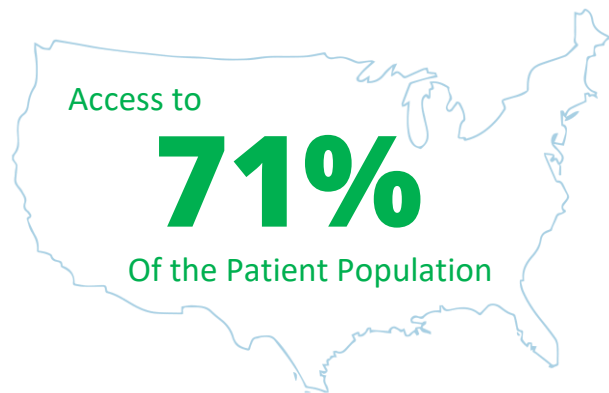 Access to
71%
Of the Patient Population